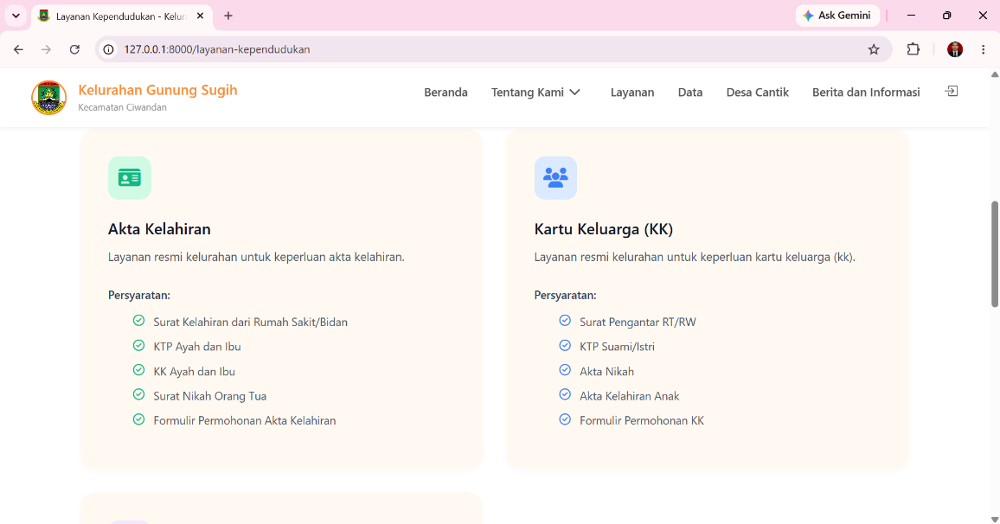 Layanan Kependudukan - Kelur
Ask Gemini
127.0.0.1:8000/layanan-kependudukan
Kelurahan Gunung Sugih
Kecamatan Ciwandan
Beranda
Tentang Kami
Layanan
Data
Desa Cantik
Berita dan Informasi
Akta Kelahiran
Layanan resmi kelurahan untuk keperluan akta kelahiran.
Persyaratan:
Surat Kelahiran dari Rumah Sakit/Bidan
KTP Ayah dan Ibu
KK Ayah dan Ibu
Surat Nikah Orang Tua
Formulir Permohonan Akta Kelahiran
Kartu Keluarga (KK)
Layanan resmi kelurahan untuk keperluan kartu keluarga (kk).
Persyaratan:
Surat Pengantar RT/RW
KTP Suami/Istri
Akta Nikah
Akta Kelahiran Anak
Formulir Permohonan KK